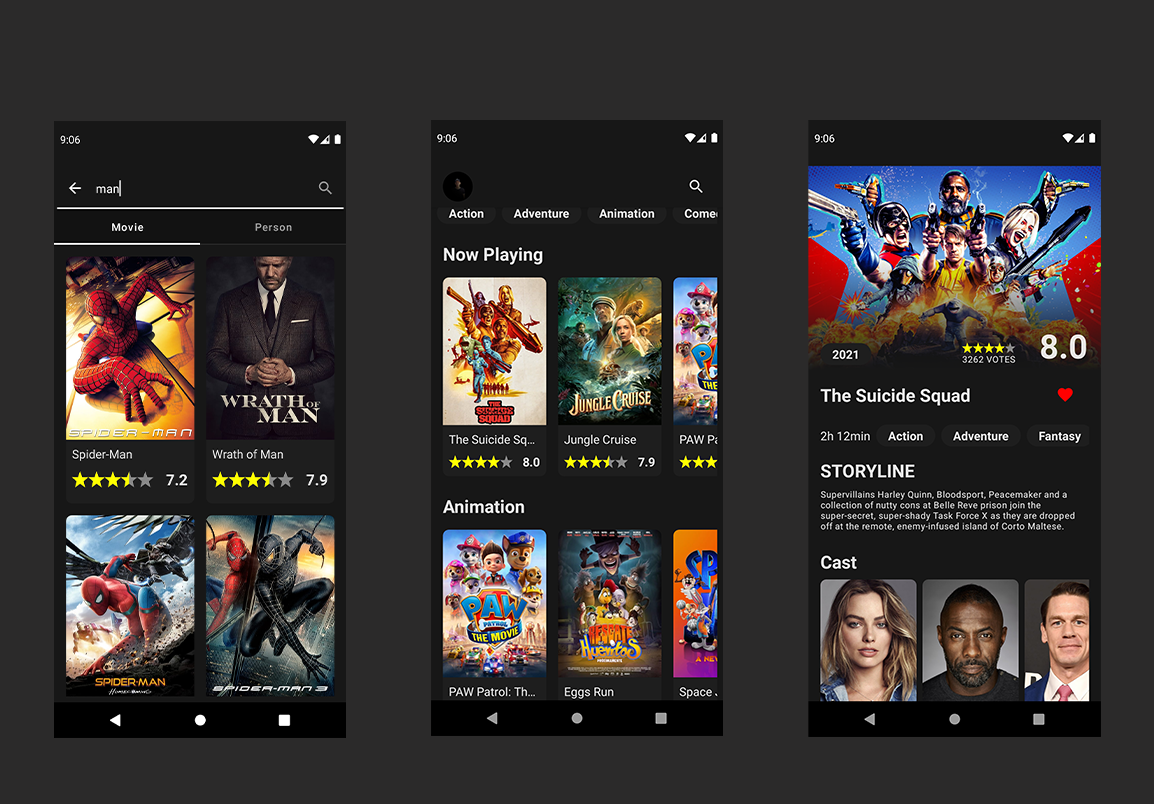 9:06
man
Movie
Person
SPIDER-MAN
Spider-Man
7.2
WRATH OF
MAN
Wrath of Man
7.9
SPIDER-MAN
HOMECOMING
SPIDER-MAN 3
9:06
Action
Adventure
Animation
Come
Now Playing
THE
SUICIDE
SQUAD
The Suicide Sq...
8.0
JUNGLE CRUISE
Jungle Cruise
7.9
THE
PAW Pa
Animation
PAW
PATROL
THE MOVIE
PAW Patrol: Th...
Huevitos
Eggs Run
A NEW
Space J
9:06
2021
3262 VOTES
8.0
The Suicide Squad
2h 12min
Action
Adventure
Fantasy
STORYLINE
Supervillains Harley Quinn, Bloodsport, Peacemaker and a
collection of nutty cons at Belle Reve prison join the
super-secret, super-shady Task Force X as they are dropped
off at the remote, enemy-infused island of Corto Maltese.
Cast